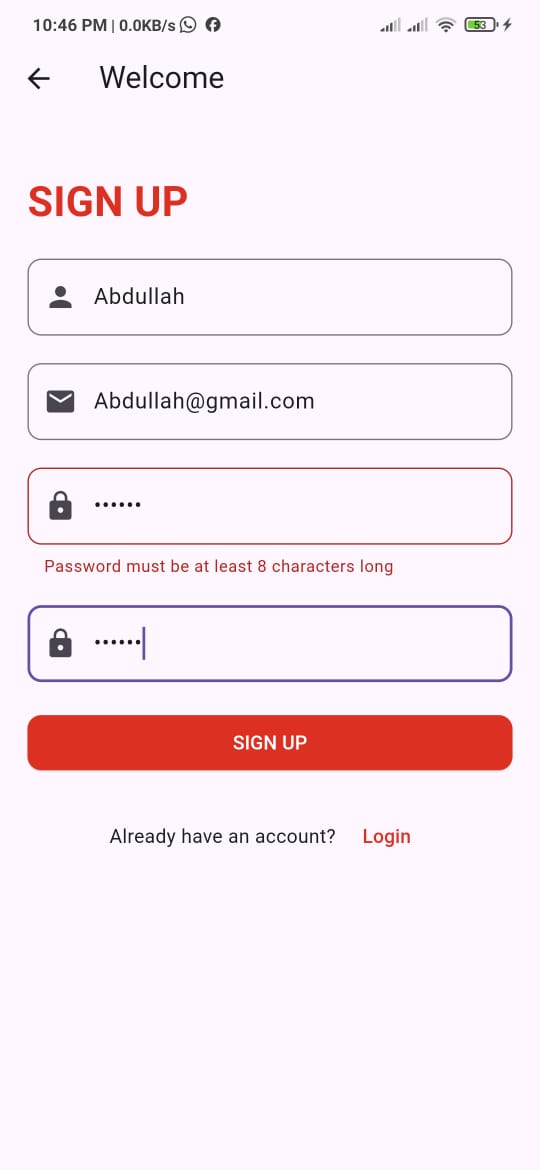 10:46 PM | 0.0KB/s
53
Welcome
SIGN UP
Abdullah
Abdullah@gmail.com
••••••
Password must be at least 8 characters long
••••••
SIGN UP
Already have an account? Login